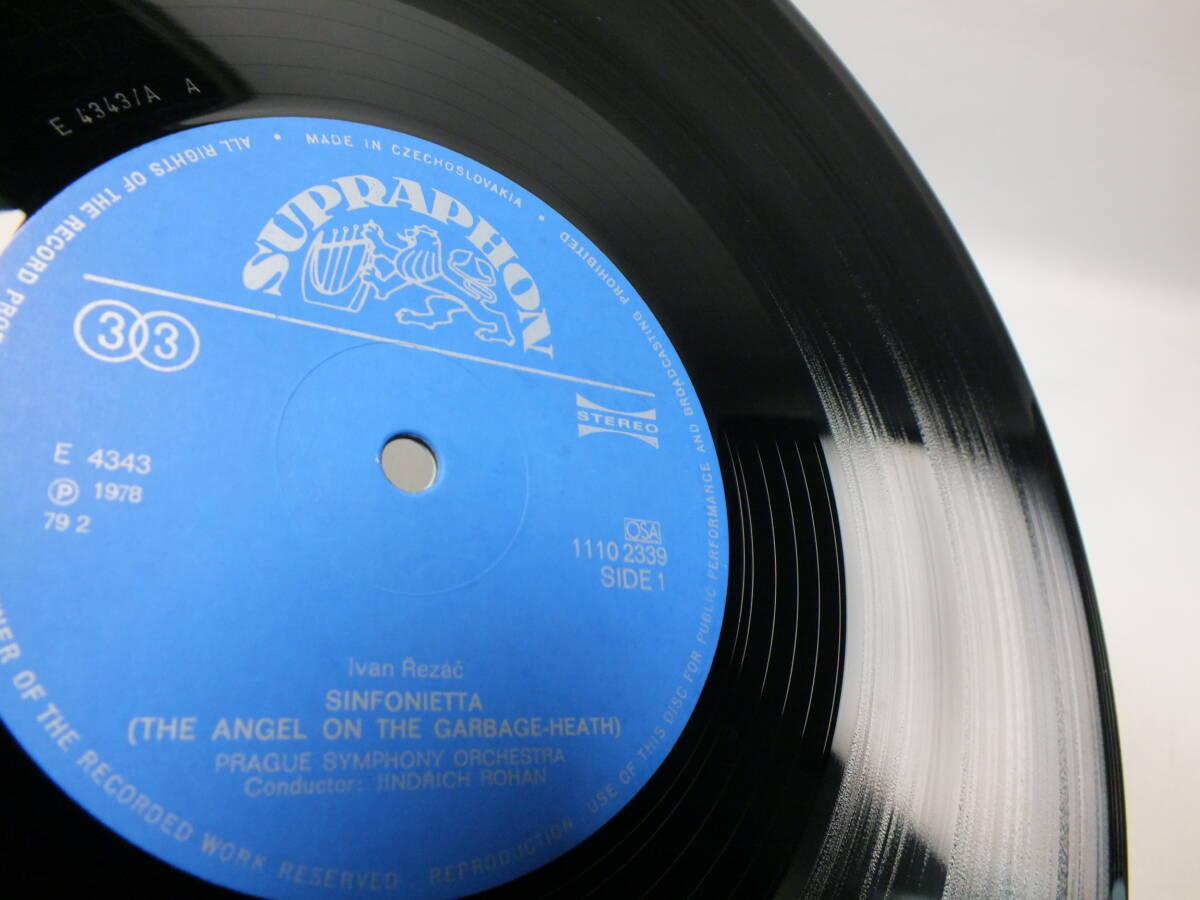 E 4343/A A
MADE IN CZECHOSLOVAKIA
SUPRAPHON
33
STEREO
E 4343
Ⓟ 1978
79 2
OSA
1110 2339
SIDE 1
Ivan Řezáč
SINFONIETTA
(THE ANGEL ON THE GARBAGE-HEATH)
PRAGUE SYMPHONY ORCHESTRA
Conductor: JINDŘICH ROHAN
ALL RIGHTS OF THE RECORD
NER OF THE RECORDED WORK RESERVED · REPRODUCTION · USE OF THIS DISC FOR PUBLIC PERFORMANCE AND BROADCASTING PROHIBITED